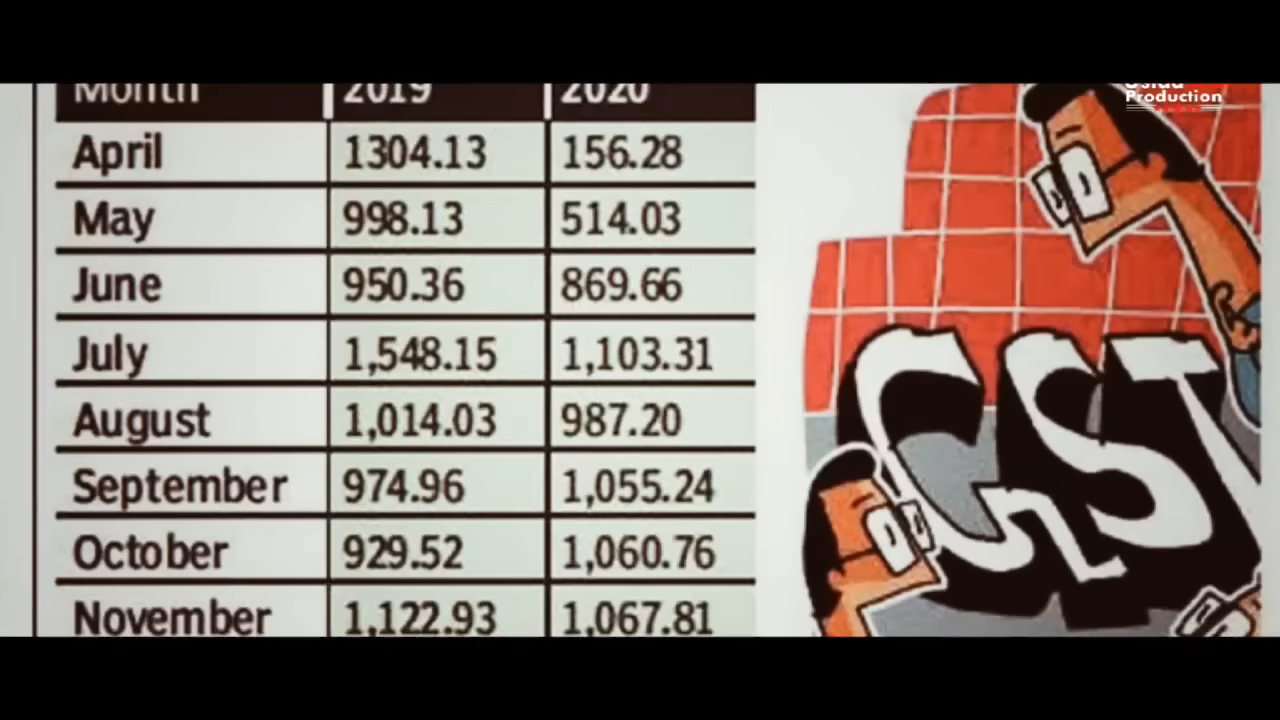 Month 2019 2020
April 1304.13 156.28
May 998.13 514.03
June 950.36 869.66
July 1,548.15 1,103.31
August 1,014.03 987.20
September 974.96 1,055.24
October 929.52 1,060.76
November 1,122.93 1,067.81
Production
GST